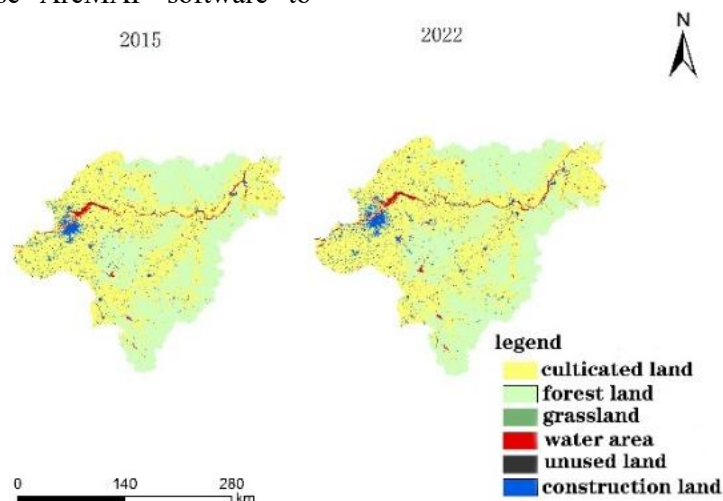 se ArcMAP software to
2015
2022
N
legend
culticated land
forest land
grassland
water area
unused land
construction land
0 140 280
km